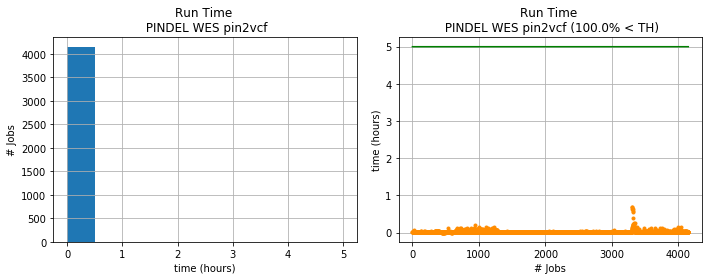 Run Time
PINDEL WES pin2vcf
# Jobs
4000
3500
3000
2500
2000
1500
1000
500
0
0 1 2 3 4 5
time (hours)
Run Time
PINDEL WES pin2vcf (100.0% < TH)
time (hours)
5
4
3
2
1
0
0 1000 2000 3000 4000
# Jobs